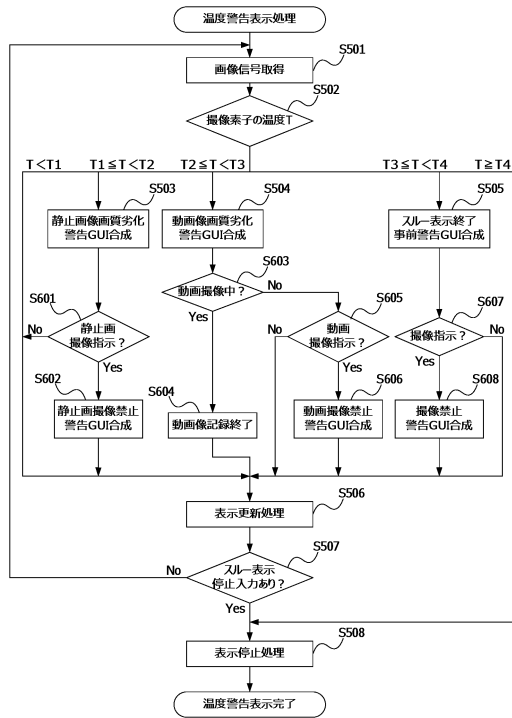 温度警告表示処理
S501
画像信号取得
S502
撮像素子の温度T
T<T1
T1≦T<T2
T2≦T<T3
T3≦T<T4
T≧T4
S503
静止画像画質劣化
警告GUI合成
S504
動画像画質劣化
警告GUI合成
S505
スルー表示終了
事前警告GUI合成
S603
動画撮像中?
No
Yes
S601
静止画
撮像指示?
No
Yes
S605
動画
撮像指示?
No
Yes
S607
撮像指示?
Yes
No
S602
静止画撮像禁止
警告GUI合成
S604
動画像記録終了
S606
動画撮像禁止
警告GUI合成
S608
撮像禁止
警告GUI合成
S506
表示更新処理
S507
スルー表示
停止入力あり?
No
Yes
S508
表示停止処理
温度警告表示完了